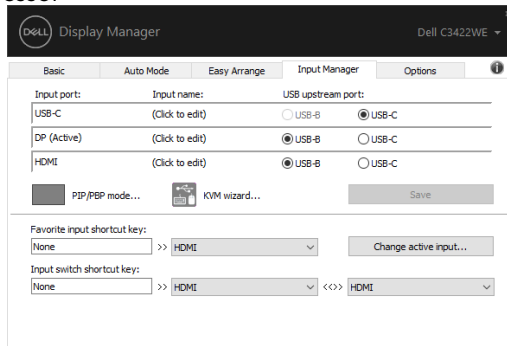 DELL Display Manager Dell C3422WE
Basic Auto Mode Easy Arrange Input Manager Options
Input port: Input name: USB upstream port:
USB-C (Click to edit) USB-B USB-C
DP (Active) (Click to edit) USB-B USB-C
HDMI (Click to edit) USB-B USB-C
PIP/PBP mode... KVM wizard... Save
Favorite input shortcut key:
None >> HDMI Change active input...
Input switch shortcut key:
None >> HDMI <<>> HDMI